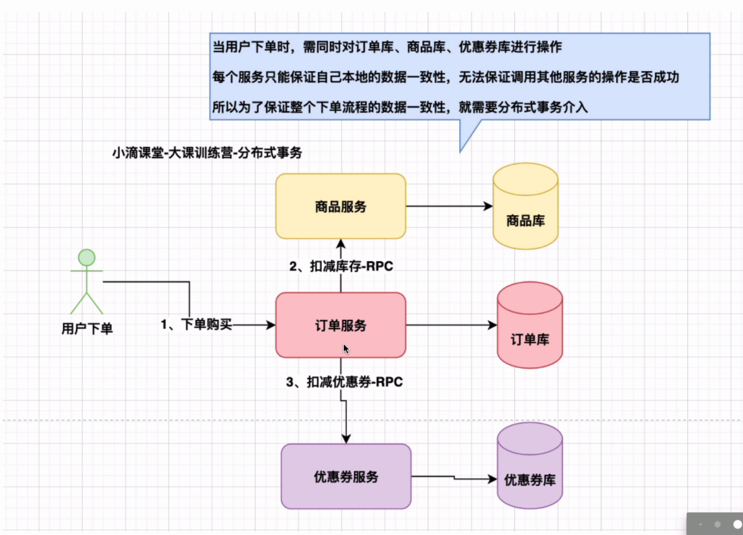 当用户下单时，需同时对订单库、商品库、优惠券库进行操作
每个服务只能保证自己本地的数据一致性，无法保证调用其他服务的操作是否成功
所以为了保证整个下单流程的数据一致性，就需要分布式事务介入
小滴课堂-大课训练营-分布式事务
商品服务
商品库
2、扣减库存-RPC
用户下单
1、下单购买
订单服务
订单库
3、扣减优惠券-RPC
优惠券服务
优惠券库